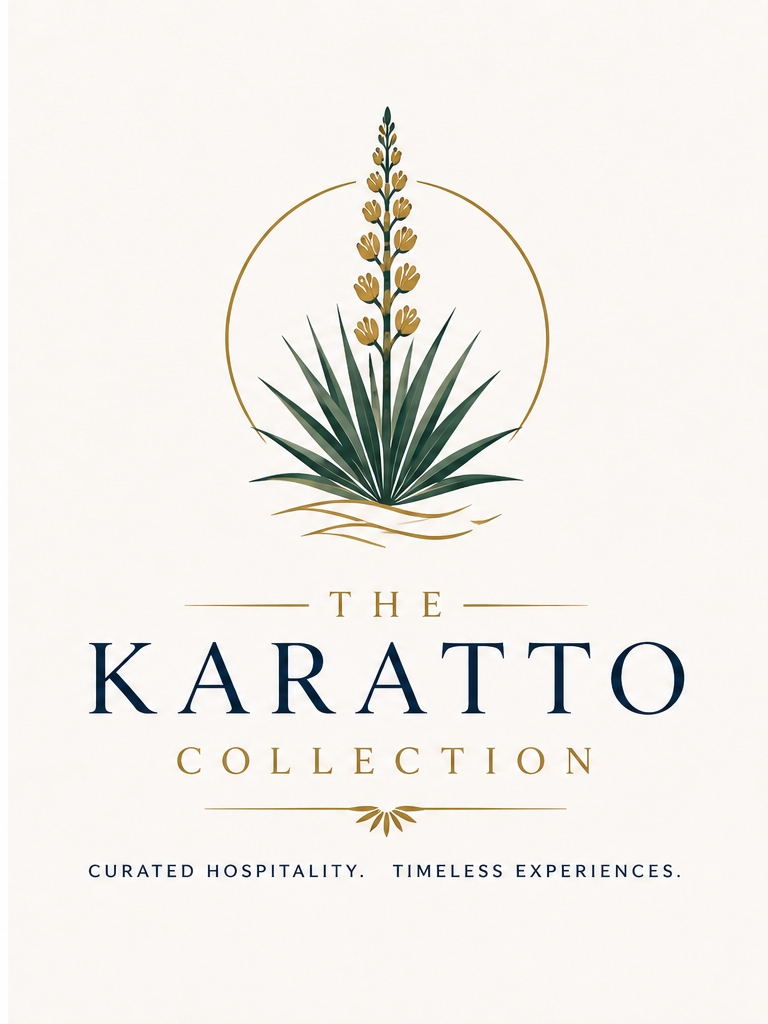 THE
KARATTO
COLLECTION
CURATED HOSPITALITY. TIMELESS EXPERIENCES.